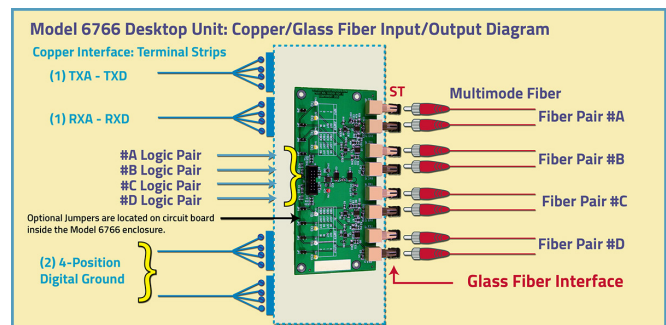 Model 6766 Desktop Unit: Copper/Glass Fiber Input/Output Diagram
Copper Interface: Terminal Strips
(1) TXA - TXD
(1) RXA - RXD
#A Logic Pair
#B Logic Pair
#C Logic Pair
#D Logic Pair
Optional Jumpers are located on circuit board
inside the Model 6766 enclosure.
(2) 4-Position
Digital Ground
ST
Multimode Fiber
Fiber Pair #A
Fiber Pair #B
Fiber Pair #C
Fiber Pair #D
Glass Fiber Interface